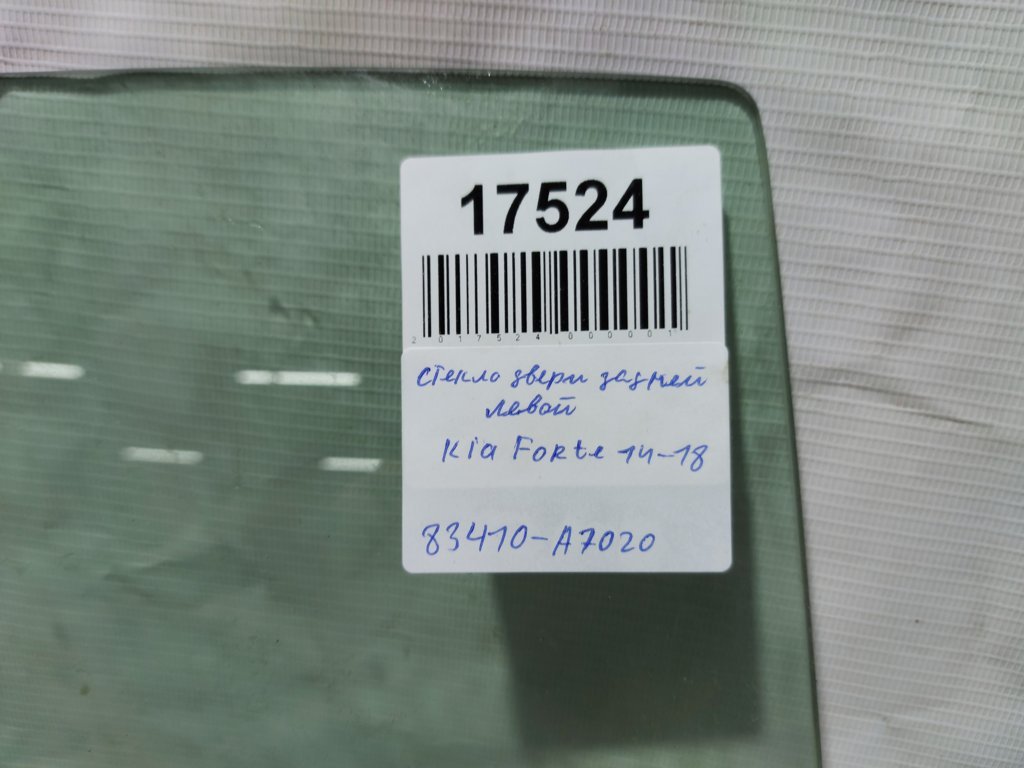 17524
2017524000001
стекло двери задней
левой
Kia Forte 14-18
83410-A7020